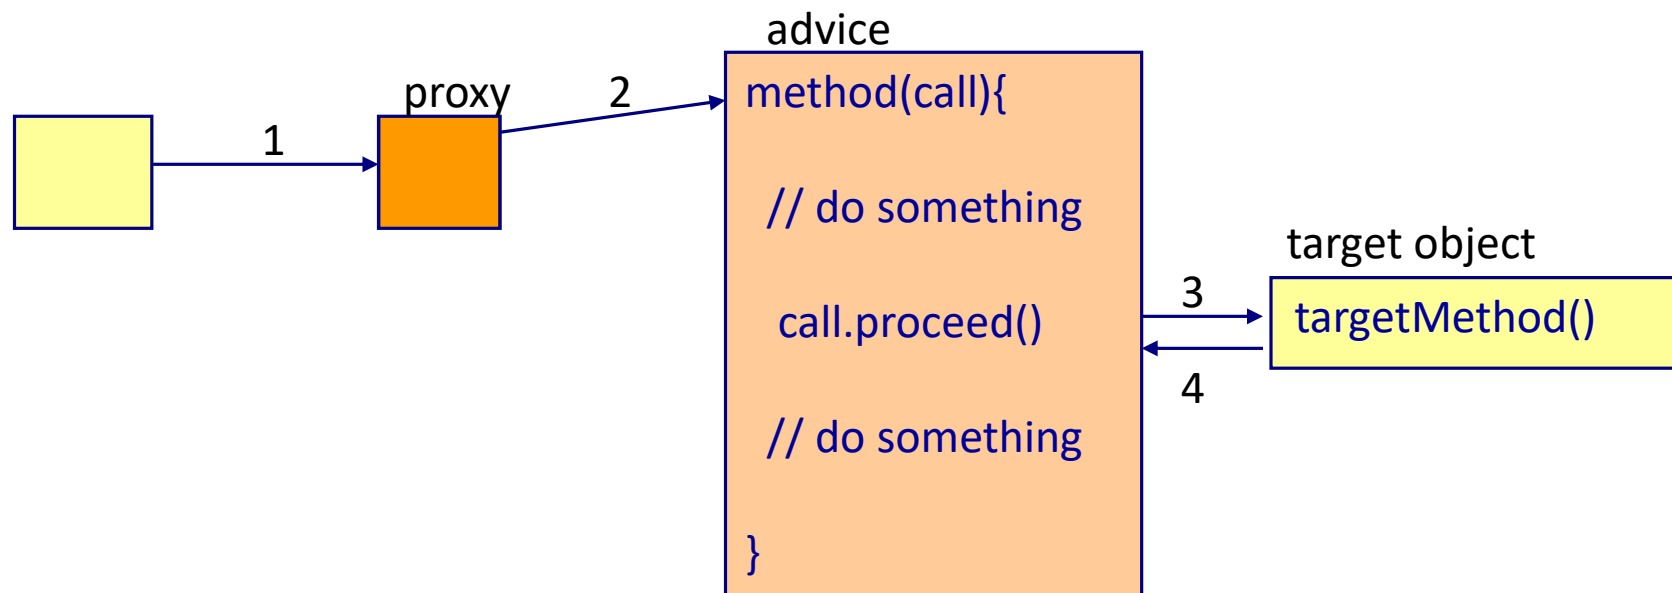 advice
proxy
2
method(call){
1
// do something
target object
3
call.proceed()
targetMethod()
4
// do something
}